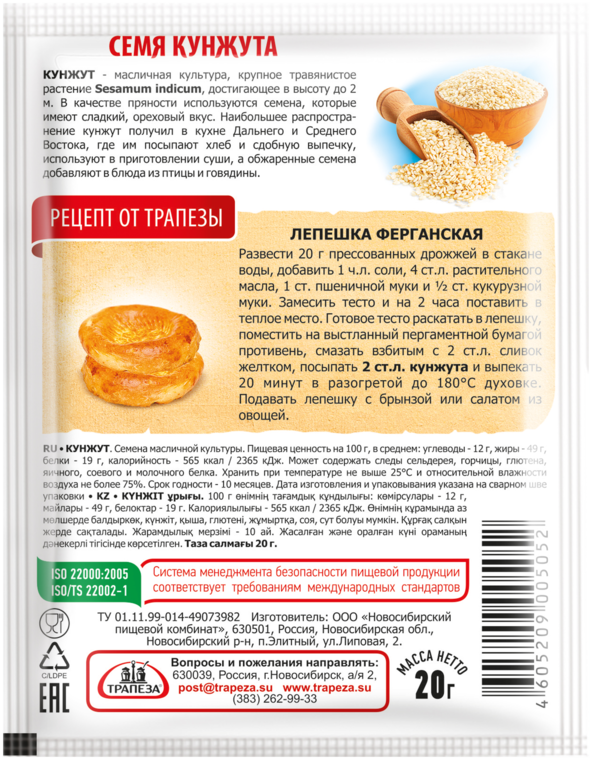 СЕМЯ КУНЖУТА
КУНЖУТ - масличная культура, крупное травянистое
растение Sesamum indicum, достигающее в высоту до 2
м. В качестве пряности используются семена, которые
имеют сладкий, ореховый вкус. Наибольшее распростра-
нение кунжут получил в кухне Дальнего и Среднего
Востока, где им посыпают хлеб и сдобную выпечку,
используют в приготовлении суши, а обжаренные семена
добавляют в блюда из птицы и говядины.
РЕЦЕПТ ОТ ТРАПЕЗЫ
ЛЕПЕШКА ФЕРГАНСКАЯ
Развести 20 г прессованных дрожжей в стакане
воды, добавить 1 ч.л. соли, 4 ст.л. растительного
масла, 1 ст. пшеничной муки и ½ ст. кукурузной
муки. Замесить тесто и на 2 часа поставить в
теплое место. Готовое тесто раскатать в лепешку,
поместить на выстланный пергаментной бумагой
противень, смазать взбитым с 2 ст.л. сливок
желтком, посыпать 2 ст.л. кунжута и выпекать
20 минут в разогретой до 180°С духовке.
Подавать лепешку с брынзой или салатом из
овощей.
RU • КУНЖУТ. Семена масличной культуры. Пищевая ценность на 100 г, в среднем: углеводы - 12 г, жиры - 49 г,
белки - 19 г, калорийность - 565 ккал / 2365 кДж. Может содержать следы сельдерея, горчицы, глютена,
яичного, соевого и молочного белка. Хранить при температуре не выше 25°С и относительной влажности
воздуха не более 75%. Срок годности - 10 месяцев. Дата изготовления и упаковывания указана на сварном шве
упаковки • KZ • КҮНЖІТ ұрығы. 100 г өнімнің тағамдық құндылығы: көмірсулары - 12 г,
майлары - 49 г, белоктар - 19 г. Калориялылығы - 565 ккал / 2365 кДж. Өнімнің құрамында аз
мөлшерде балдыркөк, күнжіт, қыша, глютені, жұмыртқа, соя, сут болуы мумкін. Құрғақ салқын
жерде сақталады. Жарамдылық мерзімі - 10 ай. Жасалған және оралған күні ораманың
дәнекерлі тігісінде көрсетілген. Таза салмағы 20 г.
ISO 22000:2005
ISO/TS 22002-1
Система менеджмента безопасности пищевой продукции
соответствует требованиям международных стандартов
ТУ 01.11.99-014-49073982 Изготовитель: ООО «Новосибирский
пищевой комбинат», 630501, Россия, Новосибирская обл.,
Новосибирский р-н, п.Элитный, ул.Липовая, 2.
C/LDPE
EAC
ТРАПЕЗА
Вопросы и пожелания направлять:
630039, Россия, г.Новосибирск, а/я 2,
post@trapeza.su www.trapeza.su
(383) 262-99-33
МАССА НЕТТО
20г
4 605209 005052